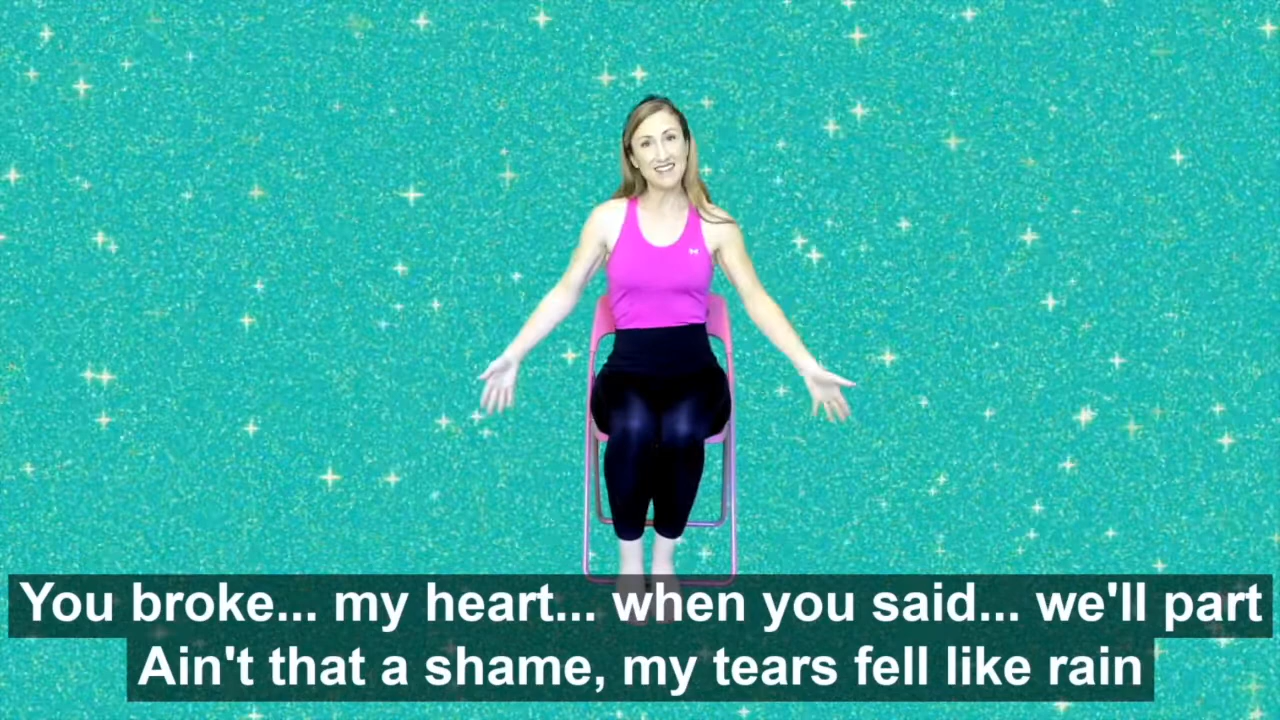 You broke... my heart... when you said... we'll part
Ain't that a shame, my tears fell like rain